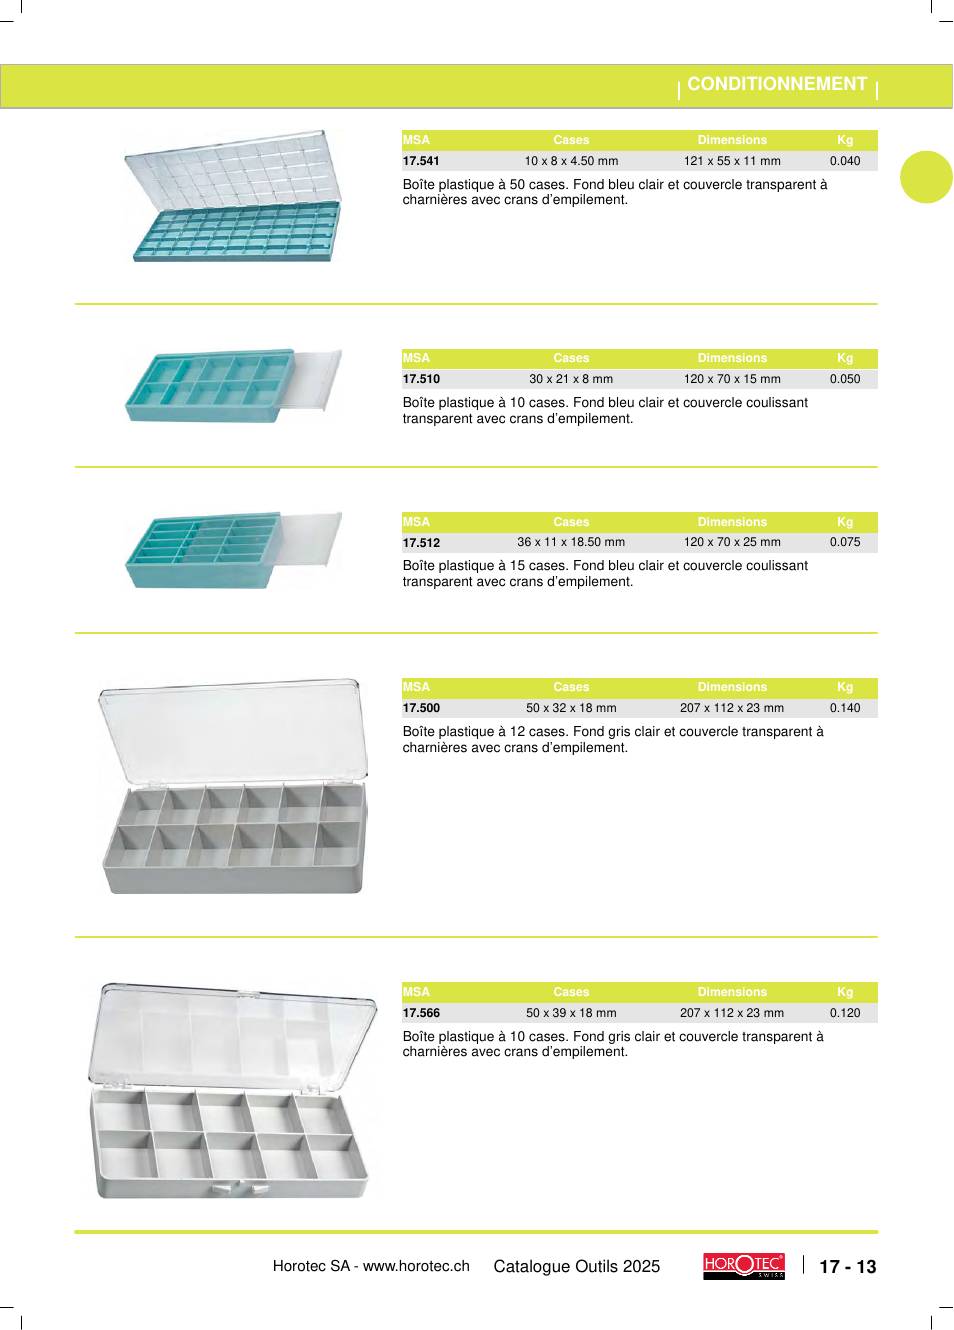 CONDITIONNEMENT
MSA Cases Dimensions Kg
17.541 10 x 8 x 4.50 mm 121 x 55 x 11 mm 0.040
Boîte plastique à 50 cases. Fond bleu clair et couvercle transparent à
charnières avec crans d’empilement.
MSA Cases Dimensions Kg
17.510 30 x 21 x 8 mm 120 x 70 x 15 mm 0.050
Boîte plastique à 10 cases. Fond bleu clair et couvercle coulissant
transparent avec crans d’empilement.
MSA Cases Dimensions Kg
17.512 36 x 11 x 18.50 mm 120 x 70 x 25 mm 0.075
Boîte plastique à 15 cases. Fond bleu clair et couvercle coulissant
transparent avec crans d’empilement.
MSA Cases Dimensions Kg
17.500 50 x 32 x 18 mm 207 x 112 x 23 mm 0.140
Boîte plastique à 12 cases. Fond gris clair et couvercle transparent à
charnières avec crans d’empilement.
MSA Cases Dimensions Kg
17.566 50 x 39 x 18 mm 207 x 112 x 23 mm 0.120
Boîte plastique à 10 cases. Fond gris clair et couvercle transparent à
charnières avec crans d’empilement.
Horotec SA - www.horotec.ch Catalogue Outils 2025 HOROTEC SWISS 17 - 13